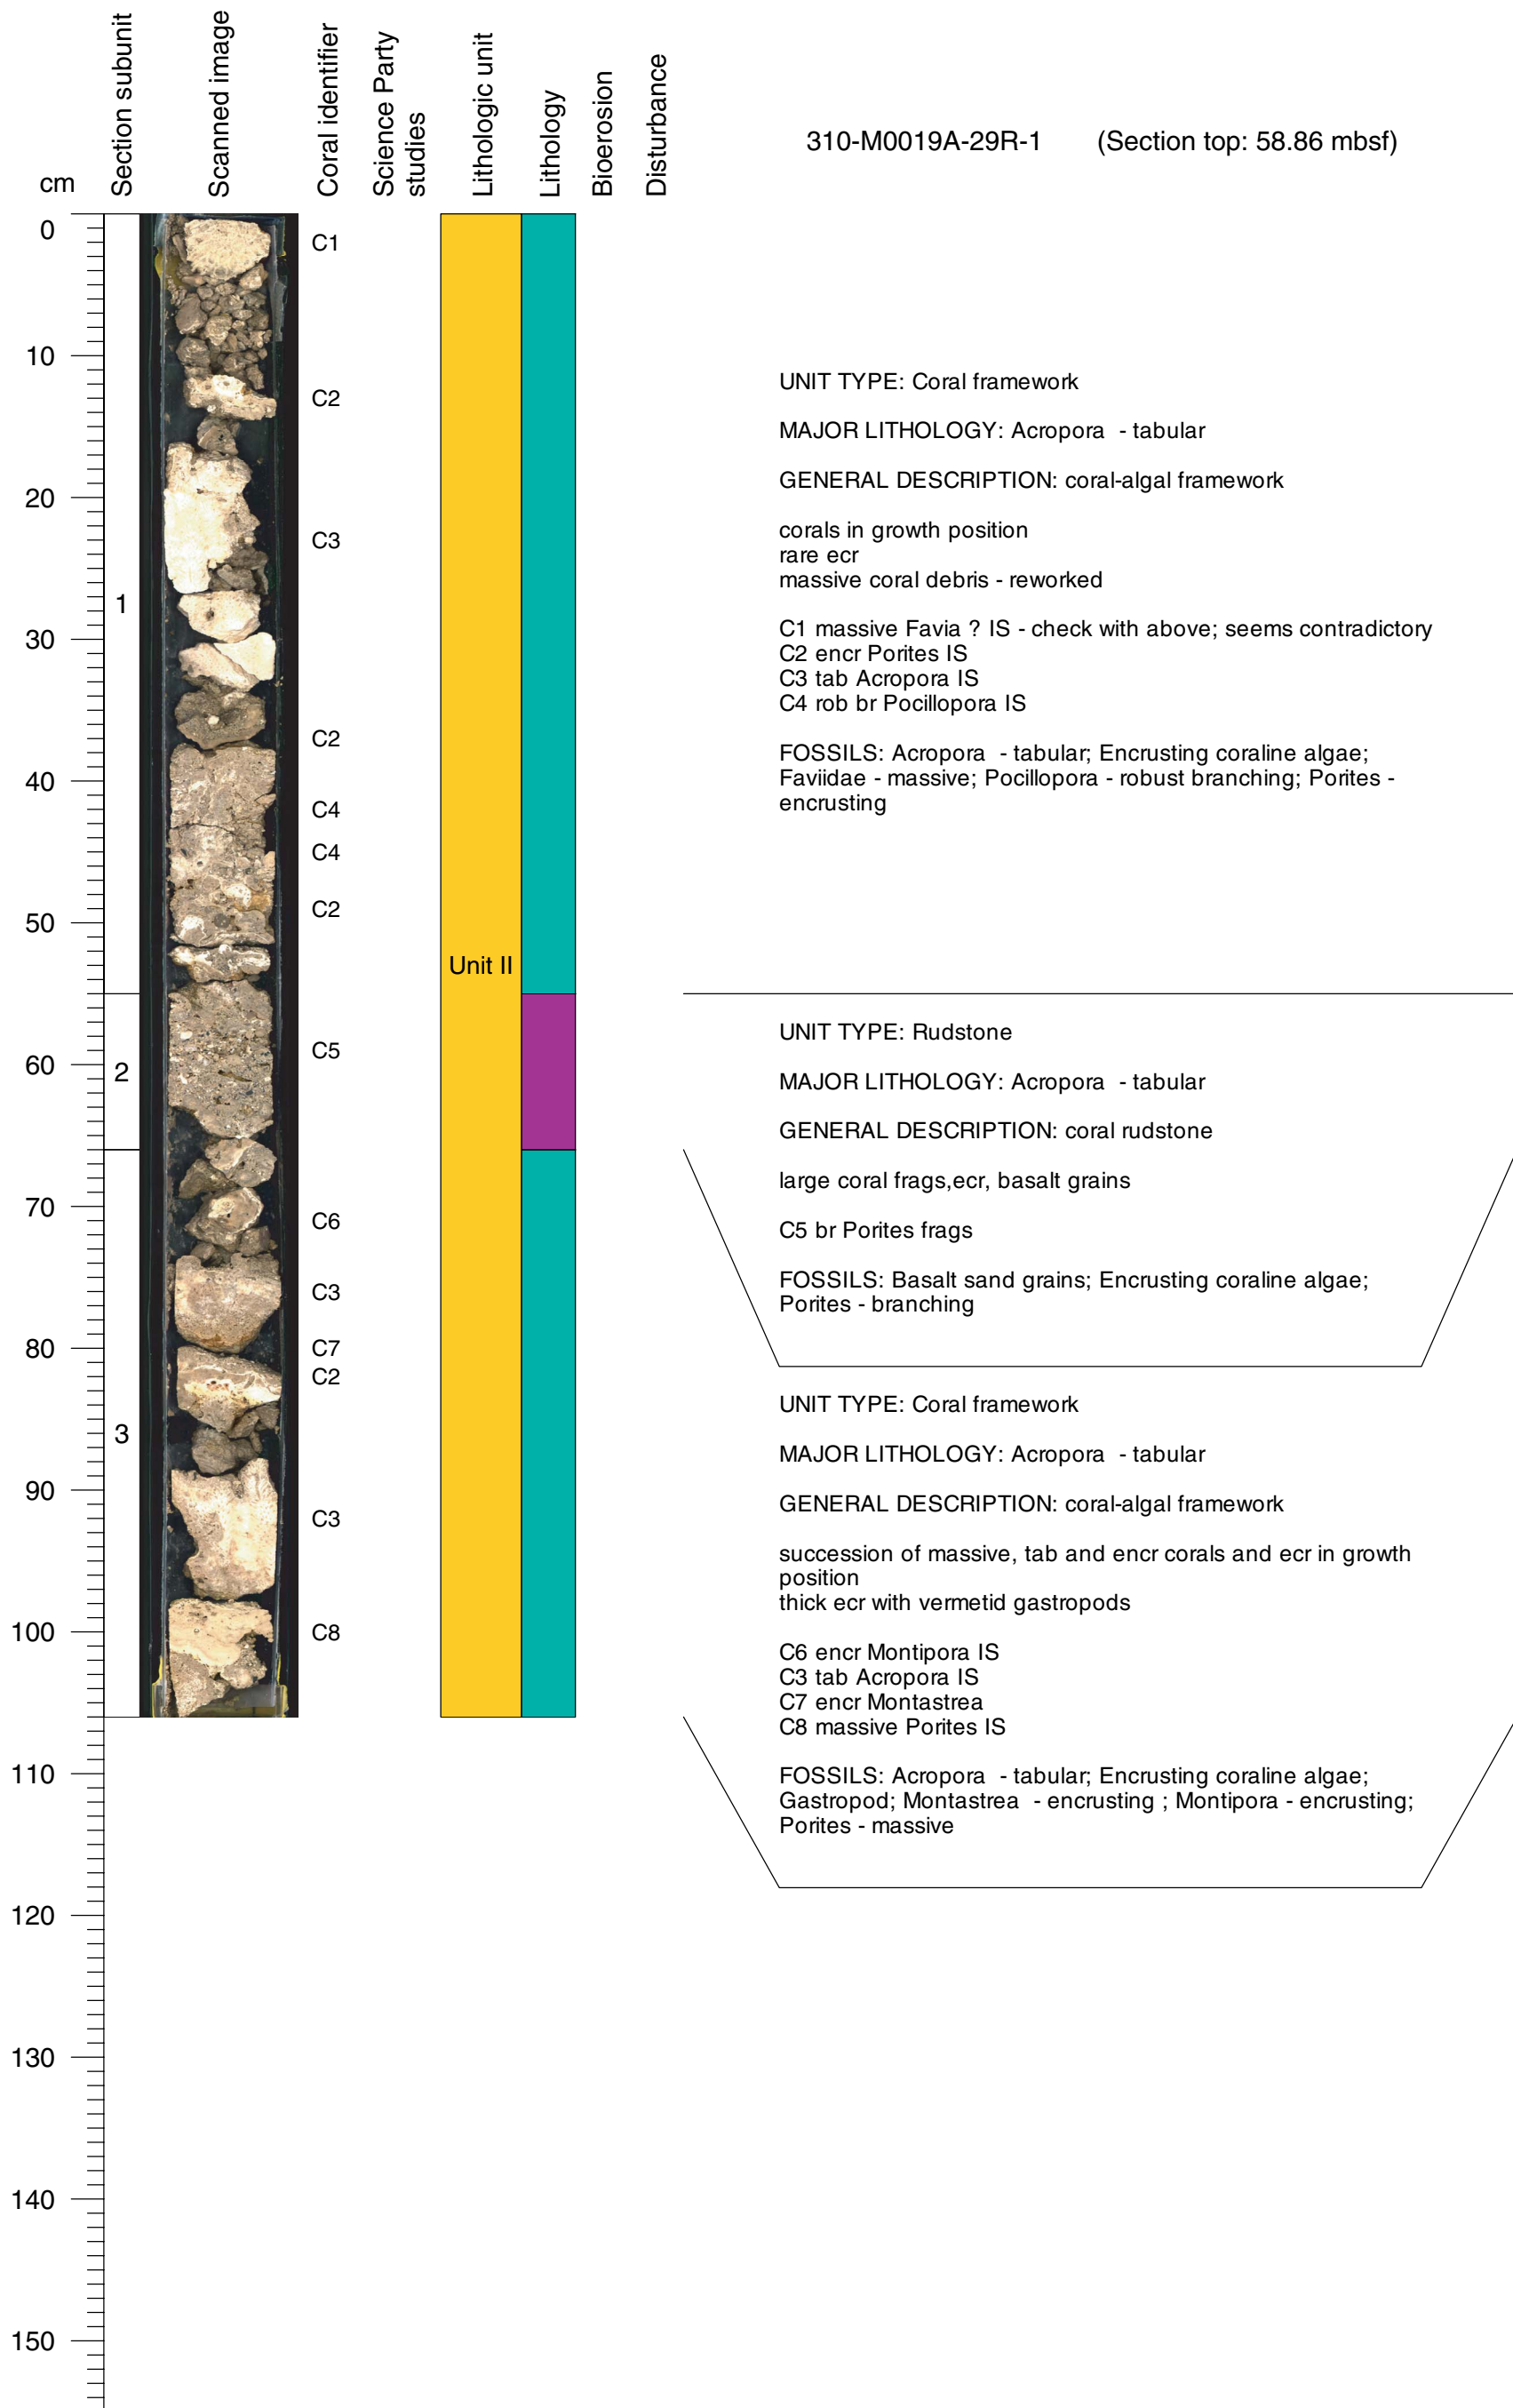 Section subunit
Scanned image
Coral identifier
Science Party
studies
Lithologic unit
Lithology
Bioerosion
Disturbance
310-M0019A-29R-1 (Section top: 58.86 mbsf)
cm
0
10
20
30
40
50
60
70
80
90
100
110
120
130
140
150
1
2
3
C1
C2
C3
C2
C4
C4
C2
C5
C6
C3
C7
C2
C3
C8
Unit II
UNIT TYPE: Coral framework
MAJOR LITHOLOGY: Acropora - tabular
GENERAL DESCRIPTION: coral-algal framework
corals in growth position
rare ecr
massive coral debris - reworked
C1 massive Favia ? IS - check with above; seems contradictory
C2 encr Porites IS
C3 tab Acropora IS
C4 rob br Pocillopora IS
FOSSILS: Acropora - tabular; Encrusting coraline algae;
Faviidae - massive; Pocillopora - robust branching; Porites -
encrusting
UNIT TYPE: Rudstone
MAJOR LITHOLOGY: Acropora - tabular
GENERAL DESCRIPTION: coral rudstone
large coral frags,ecr, basalt grains
C5 br Porites frags
FOSSILS: Basalt sand grains; Encrusting coraline algae;
Porites - branching
UNIT TYPE: Coral framework
MAJOR LITHOLOGY: Acropora - tabular
GENERAL DESCRIPTION: coral-algal framework
succession of massive, tab and encr corals and ecr in growth
position
thick ecr with vermetid gastropods
C6 encr Montipora IS
C3 tab Acropora IS
C7 encr Montastrea
C8 massive Porites IS
FOSSILS: Acropora - tabular; Encrusting coraline algae;
Gastropod; Montastrea - encrusting ; Montipora - encrusting;
Porites - massive